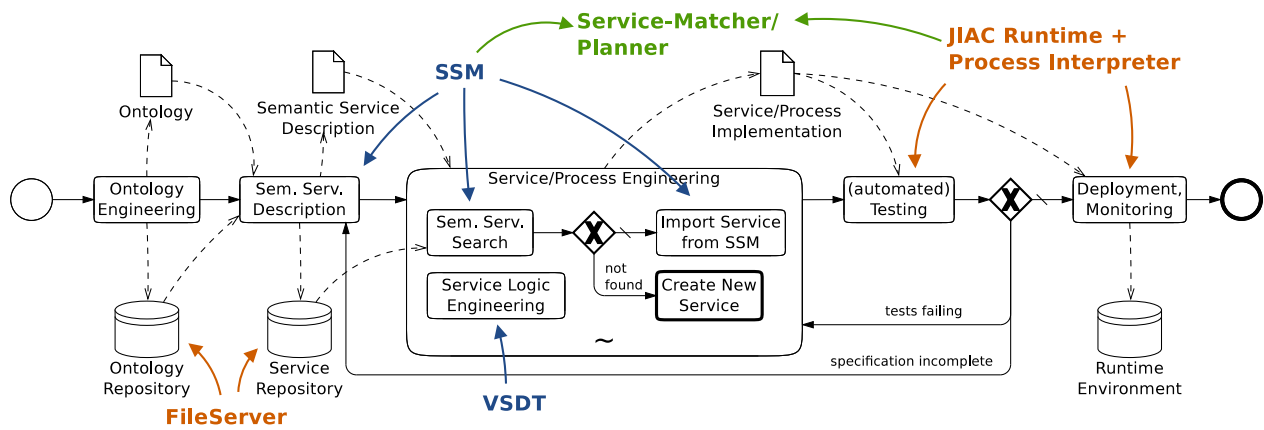 Service-Matcher/
Planner
JIAC Runtime +
Process Interpreter
SSM
Ontology
Semantic Service
Description
Service/Process
Implementation
Service/Process Engineering
Ontology
Engineering
Sem. Serv.
Description
(automated)
Testing
X
Deployment,
Monitoring
Sem. Serv.
Search
X
Import Service
from SSM
not
found
Service Logic
Engineering
Create New
Service
~
tests failing
specification incomplete
Ontology
Repository
Service
Repository
Runtime
Environment
FileServer
VSDT